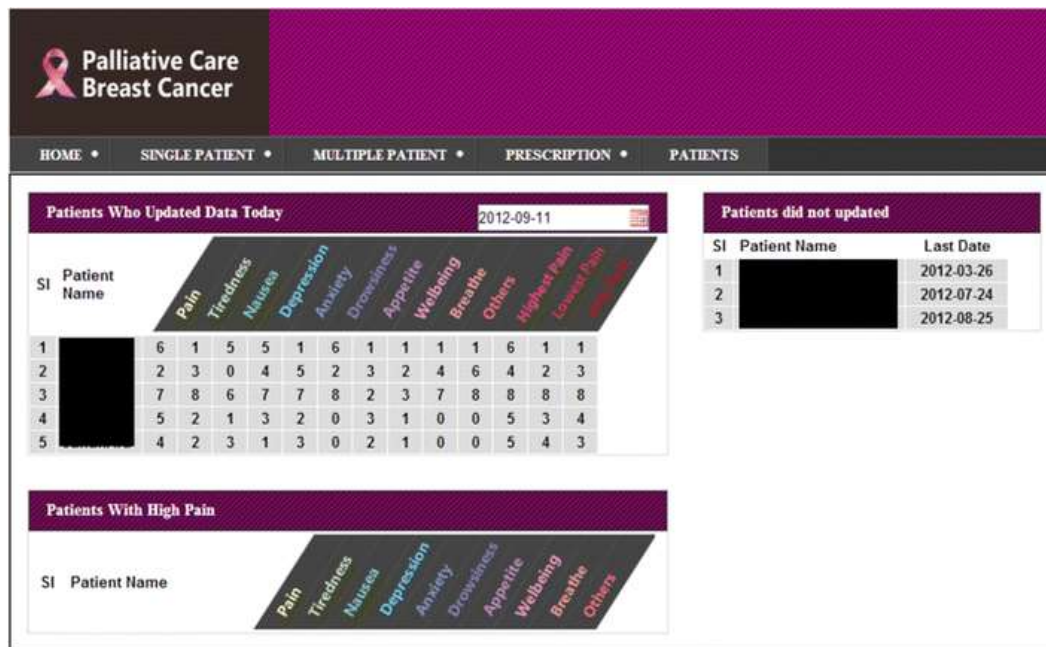 Palliative Care
Breast Cancer
HOME • SINGLE PATIENT • MULTIPLE PATIENT • PRESCRIPTION • PATIENTS
Patients Who Updated Data Today 2012-09-11
SI Patient Name Pain Tiredness Nausea Depression Anxiety Drowsiness Appetite Welbeing Breathe Others Highest Pain Lowest Pain
1 6 1 5 5 1 6 1 1 1 1 6 1 1
2 2 3 0 4 5 2 3 2 4 6 4 2 3
3 7 8 6 7 7 8 2 3 7 8 8 8 8
4 5 2 1 3 2 0 3 1 0 0 5 3 4
5 4 2 3 1 3 0 2 1 0 0 5 4 3
Patients did not updated
SI Patient Name Last Date
1 2012-03-26
2 2012-07-24
3 2012-08-25
Patients With High Pain
SI Patient Name Pain Tiredness Nausea Depression Anxiety Drowsiness Appetite Welbeing Breathe Others